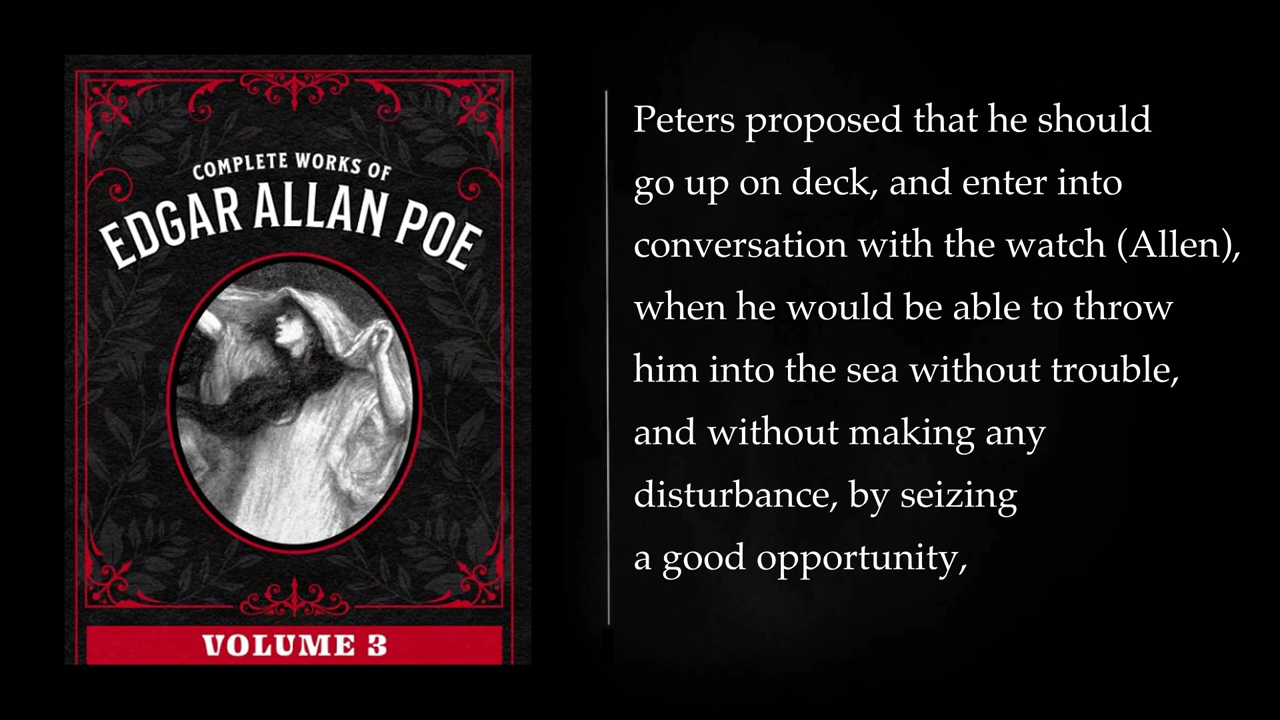 COMPLETE WORKS OF
EDGAR ALLAN POE
VOLUME 3
Peters proposed that he should
go up on deck, and enter into
conversation with the watch (Allen),
when he would be able to throw
him into the sea without trouble,
and without making any
disturbance, by seizing
a good opportunity,